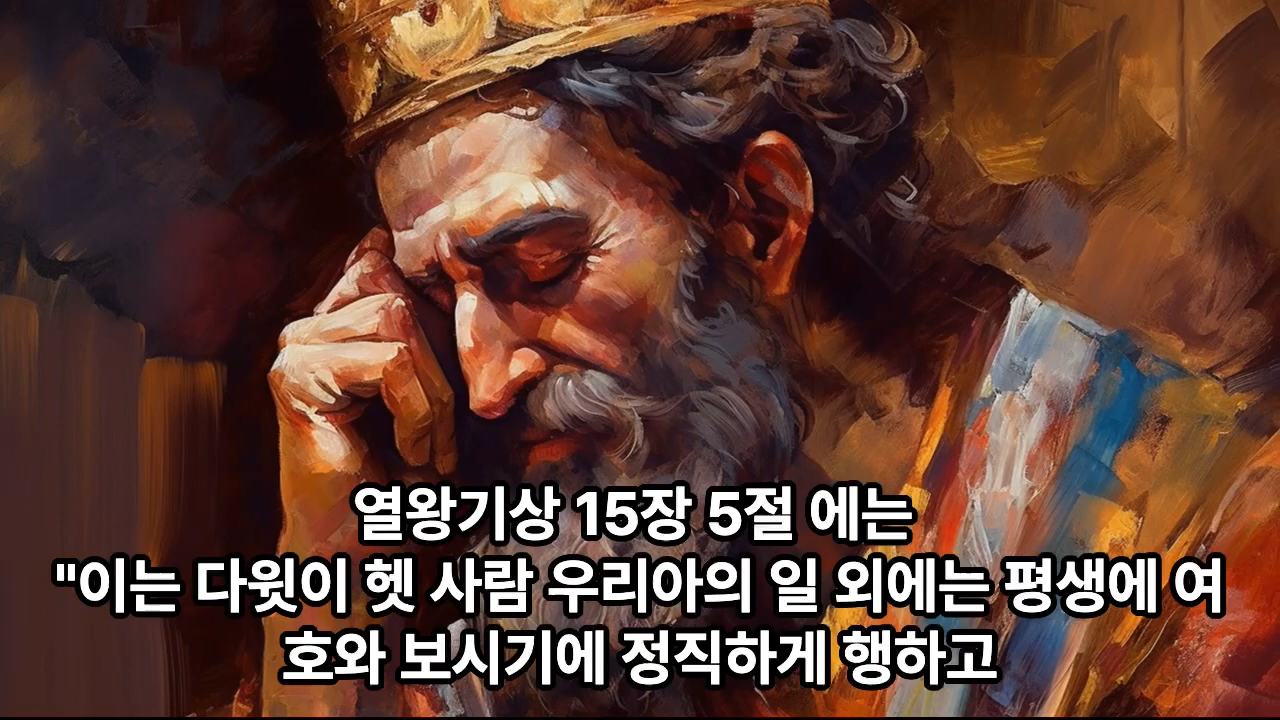 열왕기상 15장 5절 에는
"이는 다윗이 헷 사람 우리아의 일 외에는 평생에 여
호와 보시기에 정직하게 행하고